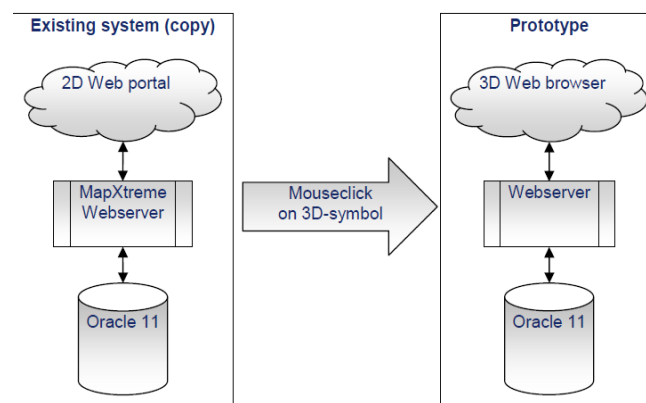 Existing system (copy)
2D Web portal
MapXtreme
Webserver
Oracle 11
Mouseclick
on 3D-symbol
Prototype
3D Web browser
Webserver
Oracle 11